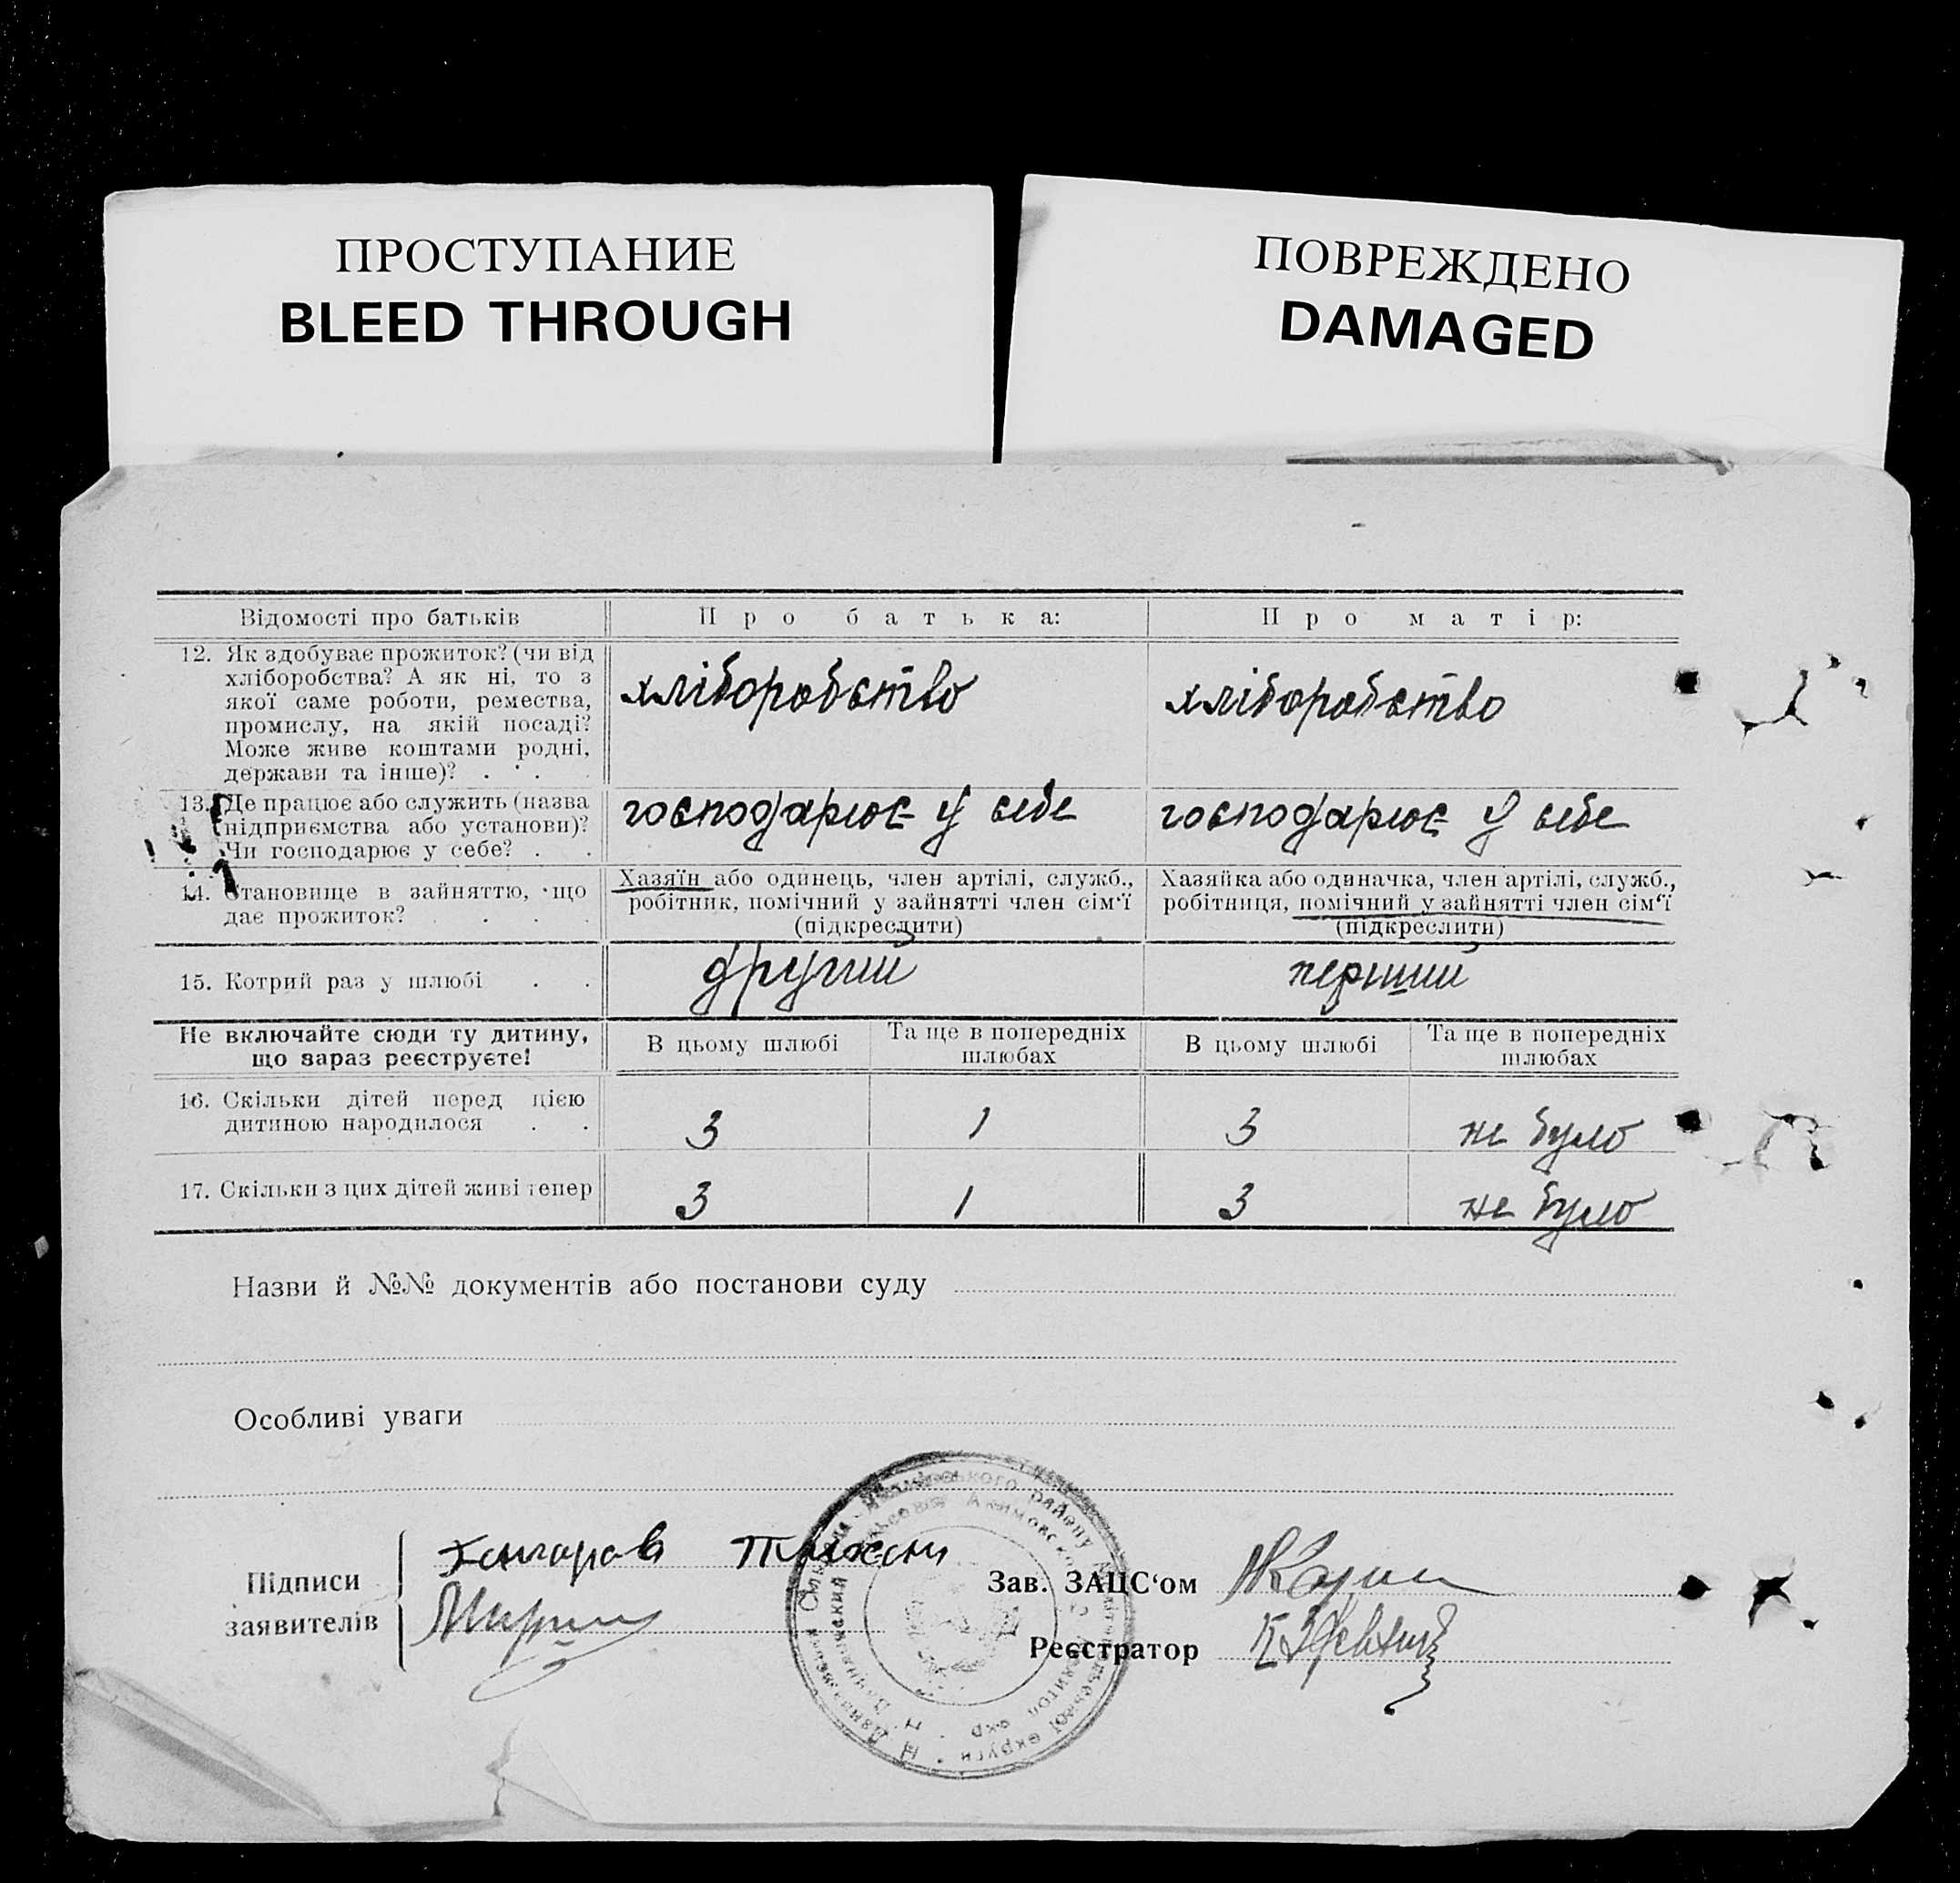 ПРОСТУПАНИЕ
BLEED THROUGH
ПОВРЕЖДЕНО
DAMAGED
Відомості про батьків
Про батька:
Про матір:
12. Як здобуває прожиток? (чи від
хліборобства? А як ні, то з
якої саме роботи, ремества,
промислу, на якій посаді?
Може живе коштами родні,
держави та інше)? . . .
хліборобство
хліборобство
13. Де працює або служить (назва
підприємства або установи)?
Чи господарює у себе? . .
господарює у себе
господарює у себе
14. Становище в зайняттю, що
дає прожиток? . . . .
Хазяїн або одинець, член артілі, служб.,
робітник, помічний у зайнятті член сім'ї
(підкреслити)
Хазяйка або одиначка, член артілі, служб.,
робітниця, помічний у зайнятті член сім'ї
(підкреслити)
15. Котрий раз у шлюбі . .
другий
перший
Не включайте сюди ту дитину,
що зараз реєструєте!
В цьому шлюбі
Та ще в попередніх
шлюбах
В цьому шлюбі
Та ще в попередніх
шлюбах
16. Скільки дітей перед цією
дитиною народилося . .
3
1
3
не було
17. Скільки з цих дітей живі тепер
3
1
3
не було
Назви й №№ документів або постанови суду
Особливі уваги
Підписи
заявителів
Зав. ЗАЦС'ом
Реєстратор